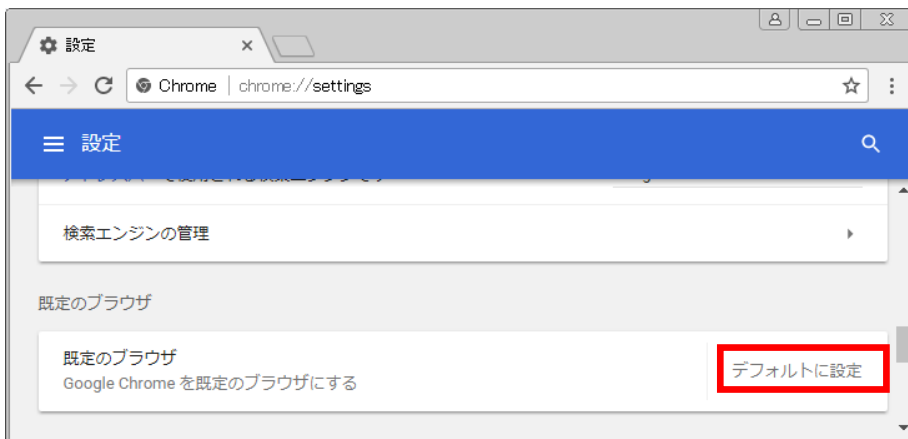 設定
Chrome | chrome://settings
設定
検索エンジンの管理
既定のブラウザ
既定のブラウザ
Google Chrome を既定のブラウザにする
デフォルトに設定